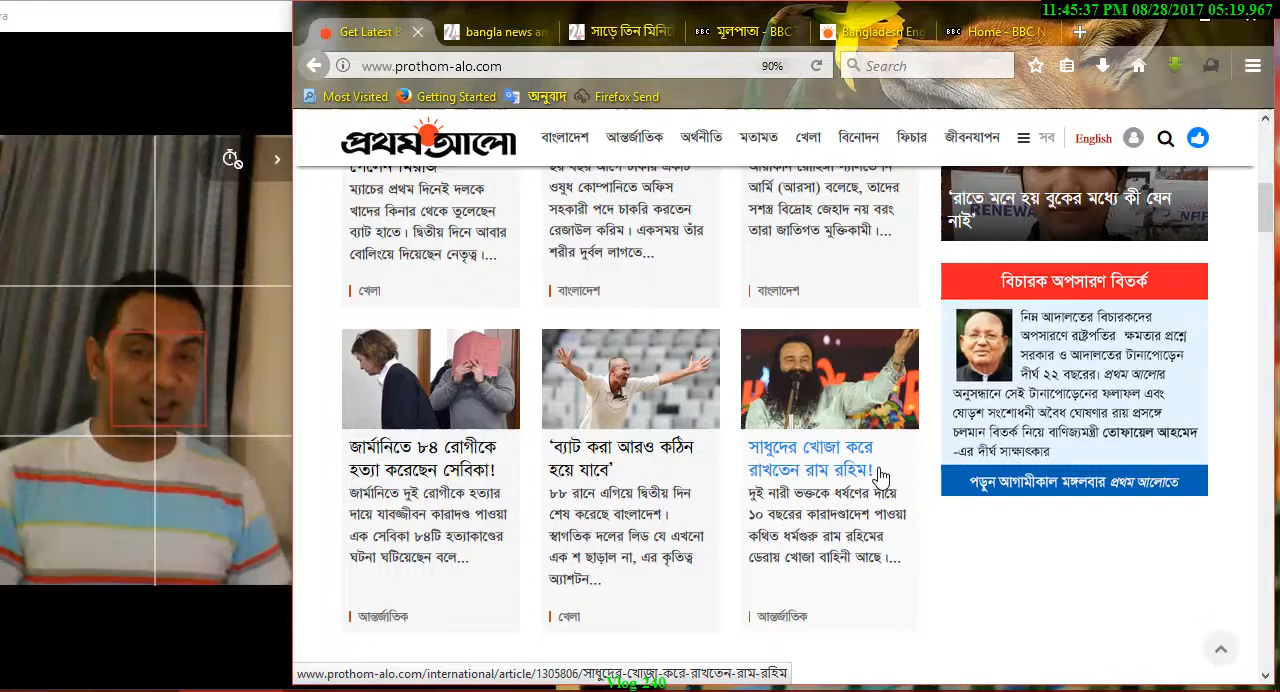 11:45:37 PM 08/28/2017 05:19.967
Get Latest B
bangla news an
সাড়ে তিন মিনি
BBC মূলপাতা - BBC
Bangladesh Eng
BBC Home - BBC N
www.prothom-alo.com
90%
Search
Most Visited
Getting Started
অনুবাদ
Firefox Send
প্রথম আলো
বাংলাদেশ
আন্তর্জাতিক
অর্থনীতি
মতামত
খেলা
বিনোদন
ফিচার
জীবনযাপন
সব
English
ম্যাচের প্রথম দিনেই দলকে
খাদের কিনার থেকে তুলেছেন
ব্যাট হাতে। দ্বিতীয় দিনে আবার
বোলিংয়ে দিয়েছেন নেতৃত্ব।...
খেলা
ওষুধ কোম্পানিতে অফিস
সহকারী পদে চাকরি করতেন
রেজাউল করিম। একসময় তাঁর
শরীর দুর্বল লাগতে...
বাংলাদেশ
আর্মি (আরসা) বলেছে, তাদের
সশস্ত্র বিদ্রোহ জেহাদ নয় বরং
তারা জাতিগত মুক্তিকামী।...
বাংলাদেশ
‘রাতে মনে হয় বুকের মধ্যে কী যেন
নাই’
জার্মানিতে ৮৪ রোগীকে
হত্যা করেছেন সেবিকা!
জার্মানিতে দুই রোগীকে হত্যার
দায়ে যাবজ্জীবন কারাদণ্ড পাওয়া
এক সেবিকা ৮৪টি হত্যাকাণ্ডের
ঘটনা ঘটিয়েছেন বলে...
আন্তর্জাতিক
‘ব্যাট করা আরও কঠিন
হয়ে যাবে’
৮৮ রানে এগিয়ে দ্বিতীয় দিন
শেষ করেছে বাংলাদেশ।
স্বাগতিক দলের লিড যে এখনো
এক শ ছাড়াল না, এর কৃতিত্ব
অ্যাশটন...
খেলা
সাধুদের খোজা করে
রাখতেন রাম রহিম!
দুই নারী ভক্তকে ধর্ষণের দায়ে
১০ বছরের কারাদণ্ডাদেশ পাওয়া
কথিত ধর্মগুরু রাম রহিমের
ডেরায় খোজা বাহিনী আছে।...
আন্তর্জাতিক
বিচারক অপসারণ বিতর্ক
নিম্ন আদালতের বিচারকদের
অপসারণে রাষ্ট্রপতির ক্ষমতার প্রশ্নে
সরকার ও আদালতের টানাপোড়েন
দীর্ঘ ২২ বছরের। প্রথম আলোর
অনুসন্ধানে সেই টানাপোড়েনের ফলাফল এবং
ষোড়শ সংশোধনী অবৈধ ঘোষণার রায় প্রসঙ্গে
চলমান বিতর্ক নিয়ে বাণিজ্যমন্ত্রী তোফায়েল আহমেদ
-এর দীর্ঘ সাক্ষাৎকার
পড়ুন আগামীকাল মঙ্গলবার প্রথম আলোতে
www.prothom-alo.com/international/article/1305806/সাধুদের-খোজা-করে-রাখতেন-রাম-রহিম
Vlog 240